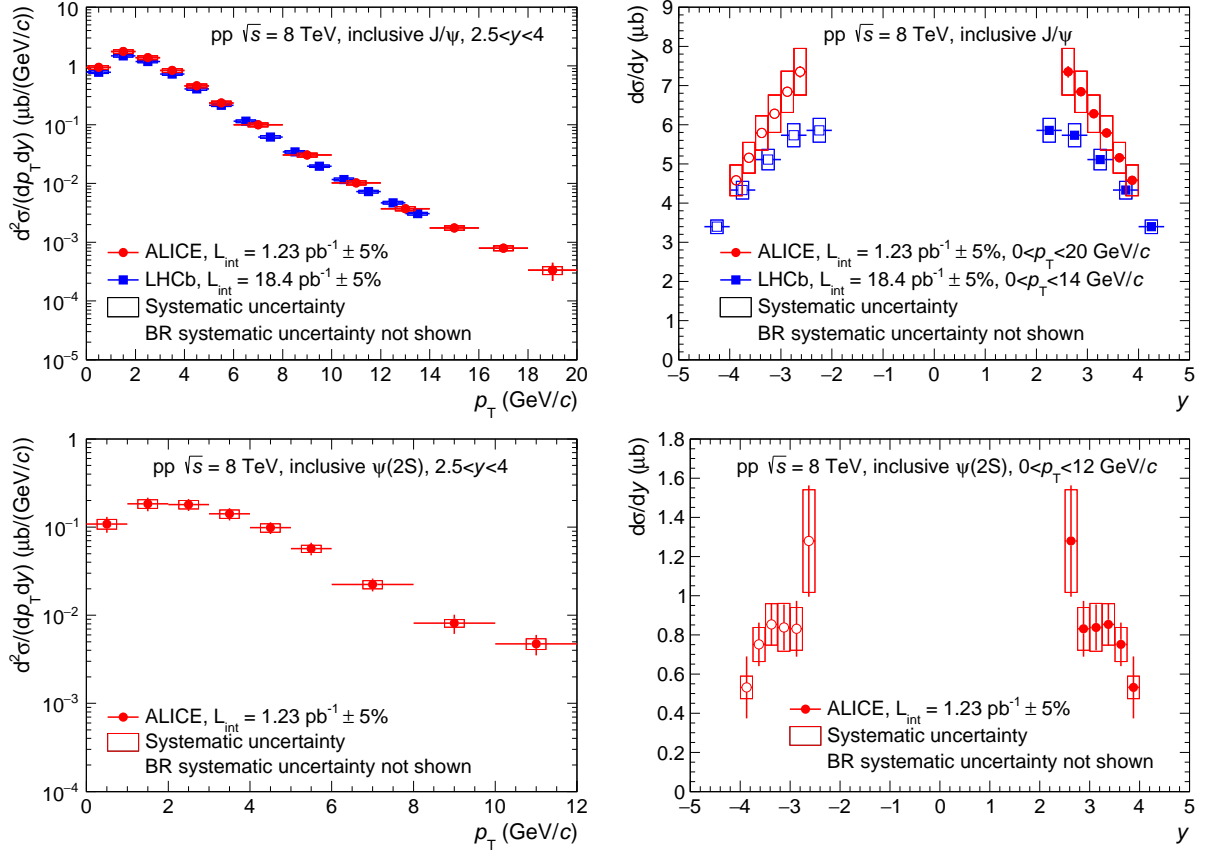 pp √s = 8 TeV, inclusive J/ψ, 2.5<y<4
d²σ/(dp_T dy) (μb/(GeV/c))
10
1
10⁻¹
10⁻²
10⁻³
10⁻⁴
10⁻⁵
ALICE, L_int = 1.23 pb⁻¹ ± 5%
LHCb, L_int = 18.4 pb⁻¹ ± 5%
Systematic uncertainty
BR systematic uncertainty not shown
0 2 4 6 8 10 12 14 16 18 20
p_T (GeV/c)
pp √s = 8 TeV, inclusive J/ψ
dσ/dy (μb)
9
8
7
6
5
4
3
2
1
0
ALICE, L_int = 1.23 pb⁻¹ ± 5%, 0<p_T<20 GeV/c
LHCb, L_int = 18.4 pb⁻¹ ± 5%, 0<p_T<14 GeV/c
Systematic uncertainty
BR systematic uncertainty not shown
−5 −4 −3 −2 −1 0 1 2 3 4 5
y
pp √s = 8 TeV, inclusive ψ(2S), 2.5<y<4
d²σ/(dp_T dy) (μb/(GeV/c))
1
10⁻¹
10⁻²
10⁻³
10⁻⁴
ALICE, L_int = 1.23 pb⁻¹ ± 5%
Systematic uncertainty
BR systematic uncertainty not shown
0 2 4 6 8 10 12
p_T (GeV/c)
pp √s = 8 TeV, inclusive ψ(2S), 0<p_T<12 GeV/c
dσ/dy (μb)
1.8
1.6
1.4
1.2
1
0.8
0.6
0.4
0.2
0
ALICE, L_int = 1.23 pb⁻¹ ± 5%
Systematic uncertainty
BR systematic uncertainty not shown
−5 −4 −3 −2 −1 0 1 2 3 4 5
y